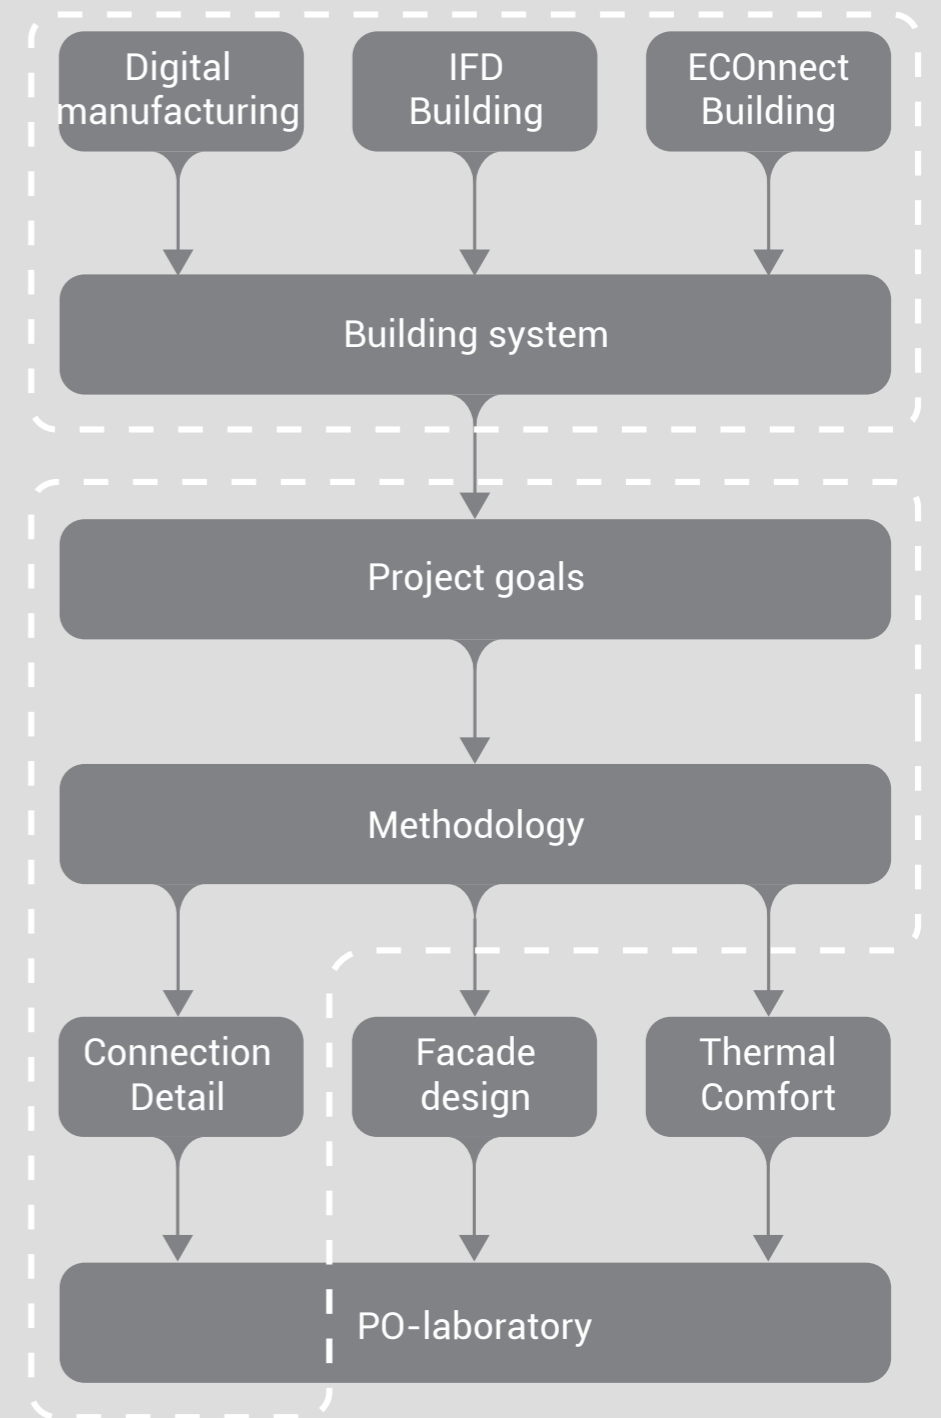 Digital
manufacturing
IFD
Building
ECOnnect
Building
Building system
Project goals
Methodology
Connection
Detail
Facade
design
Thermal
Comfort
PO-laboratory